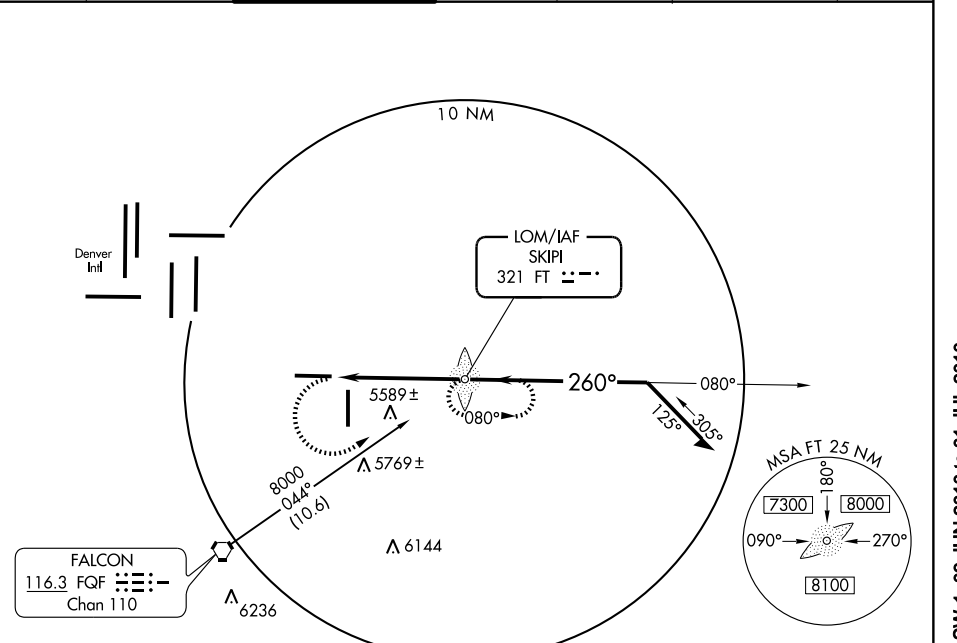 10 NM
Denver
Intl
LOM/IAF
SKIPI
321 FT
260°
080°
5589±
080°
125°
305°
5769±
8000
044°
(10.6)
MSA FT 25 NM
180°
7300
8000
090°
270°
8100
6144
FALCON
116.3 FQF
Chan 110
6236